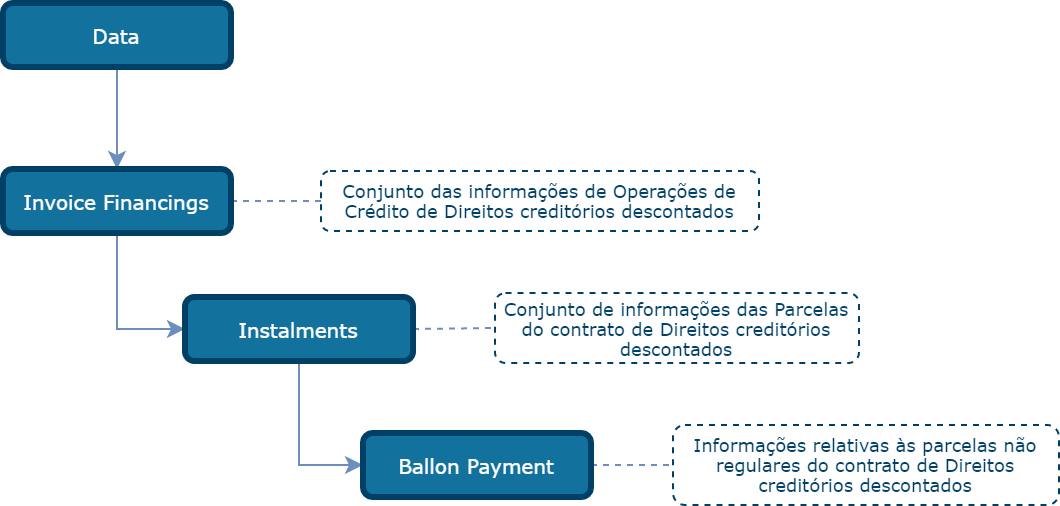 Data
Invoice Financings
Conjunto das informações de Operações de
Crédito de Direitos creditórios descontados
Instalments
Conjunto de informações das Parcelas
do contrato de Direitos creditórios
descontados
Ballon Payment
Informações relativas às parcelas não
regulares do contrato de Direitos
creditórios descontados